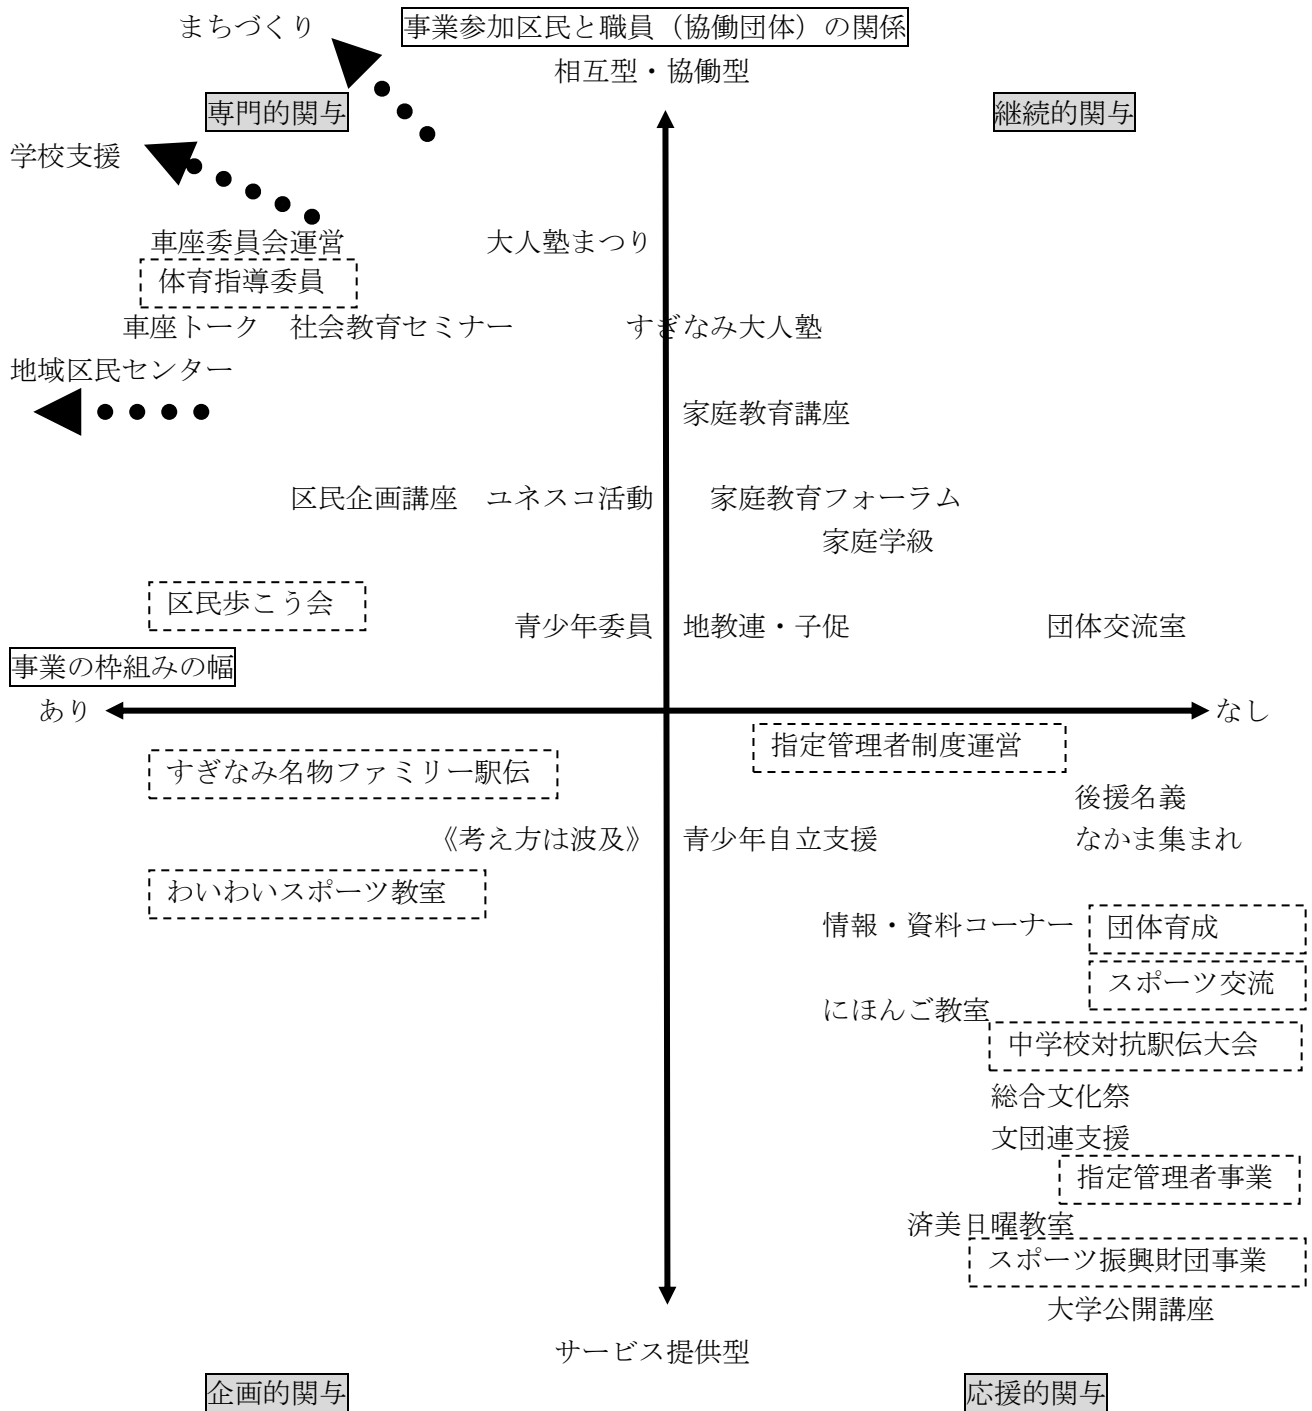 まちづくり
事業参加区民と職員（協働団体）の関係
相互型・協働型
専門的関与
継続的関与
学校支援
車座委員会運営
大人塾まつり
体育指導委員
車座トーク 社会教育セミナー
すぎなみ大人塾
地域区民センター
家庭教育講座
区民企画講座 ユネスコ活動
家庭教育フォーラム
家庭学級
区民歩こう会
青少年委員
地教連・子促
団体交流室
事業の枠組みの幅
あり
なし
指定管理者制度運営
すぎなみ名物ファミリー駅伝
後援名義
《考え方は波及》
青少年自立支援
なかま集まれ
わいわいスポーツ教室
情報・資料コーナー
団体育成
スポーツ交流
にほんご教室
中学校対抗駅伝大会
総合文化祭
文団連支援
指定管理者事業
済美日曜教室
スポーツ振興財団事業
大学公開講座
サービス提供型
企画的関与
応援的関与